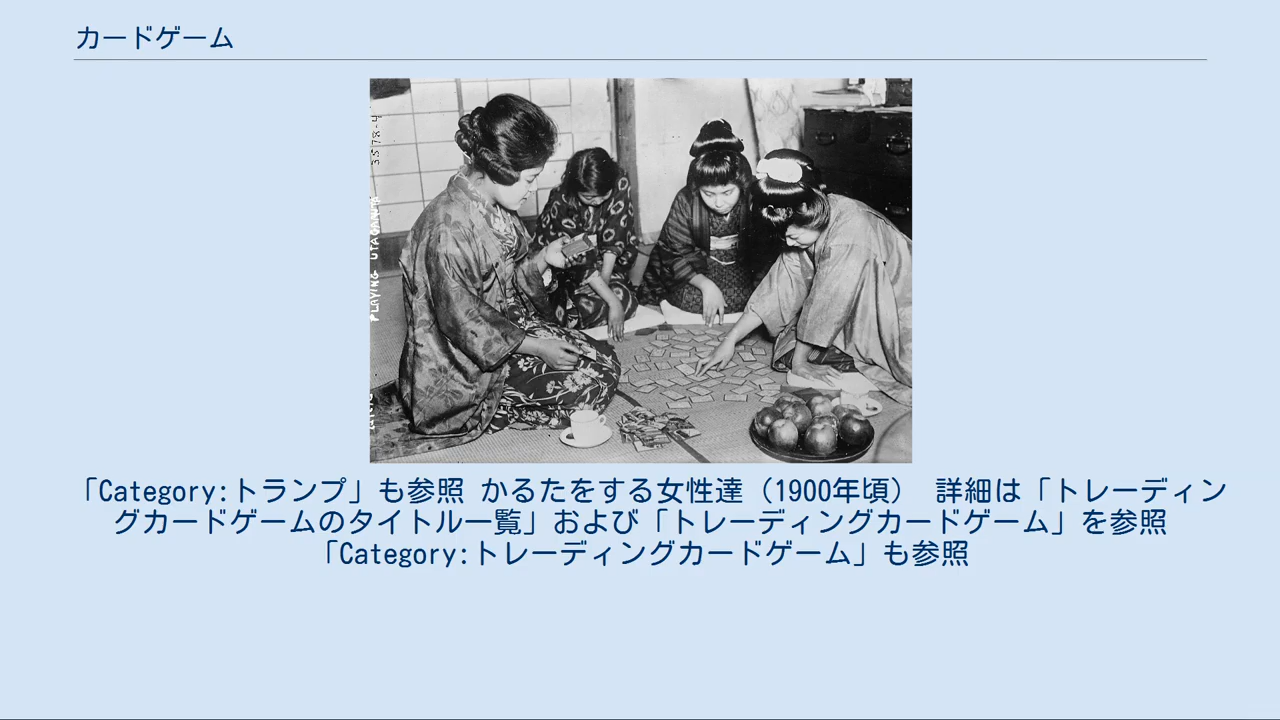 カードゲーム
3578-4
PLAYING UTA
「Category:トランプ」も参照 かるたをする女性達（1900年頃） 詳細は「トレーディン
グカードゲームのタイトル一覧」および「トレーディングカードゲーム」を参照
「Category:トレーディングカードゲーム」も参照